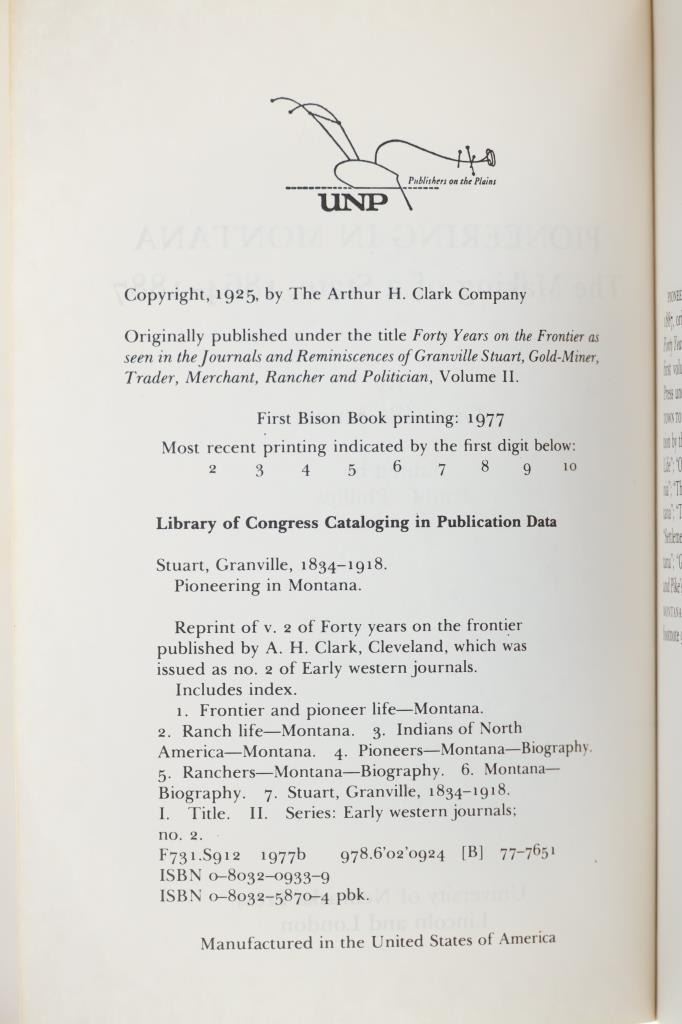 Publishers on the Plains
UNP
Copyright, 1925, by The Arthur H. Clark Company
Originally published under the title Forty Years on the Frontier as
seen in the Journals and Reminiscences of Granville Stuart, Gold-Miner,
Trader, Merchant, Rancher and Politician, Volume II.
First Bison Book printing: 1977
Most recent printing indicated by the first digit below:
2 3 4 5 6 7 8 9 10
Library of Congress Cataloging in Publication Data
Stuart, Granville, 1834–1918.
Pioneering in Montana.
Reprint of v. 2 of Forty years on the frontier
published by A. H. Clark, Cleveland, which was
issued as no. 2 of Early western journals.
Includes index.
1. Frontier and pioneer life—Montana.
2. Ranch life—Montana. 3. Indians of North
America—Montana. 4. Pioneers—Montana—Biography.
5. Ranchers—Montana—Biography. 6. Montana—
Biography. 7. Stuart, Granville, 1834–1918.
I. Title. II. Series: Early western journals;
no. 2.
F731.S912 1977b 978.6'02'0924 [B] 77–7651
ISBN 0–8032–0933–9
ISBN 0–8032–5870–4 pbk.
Manufactured in the United States of America